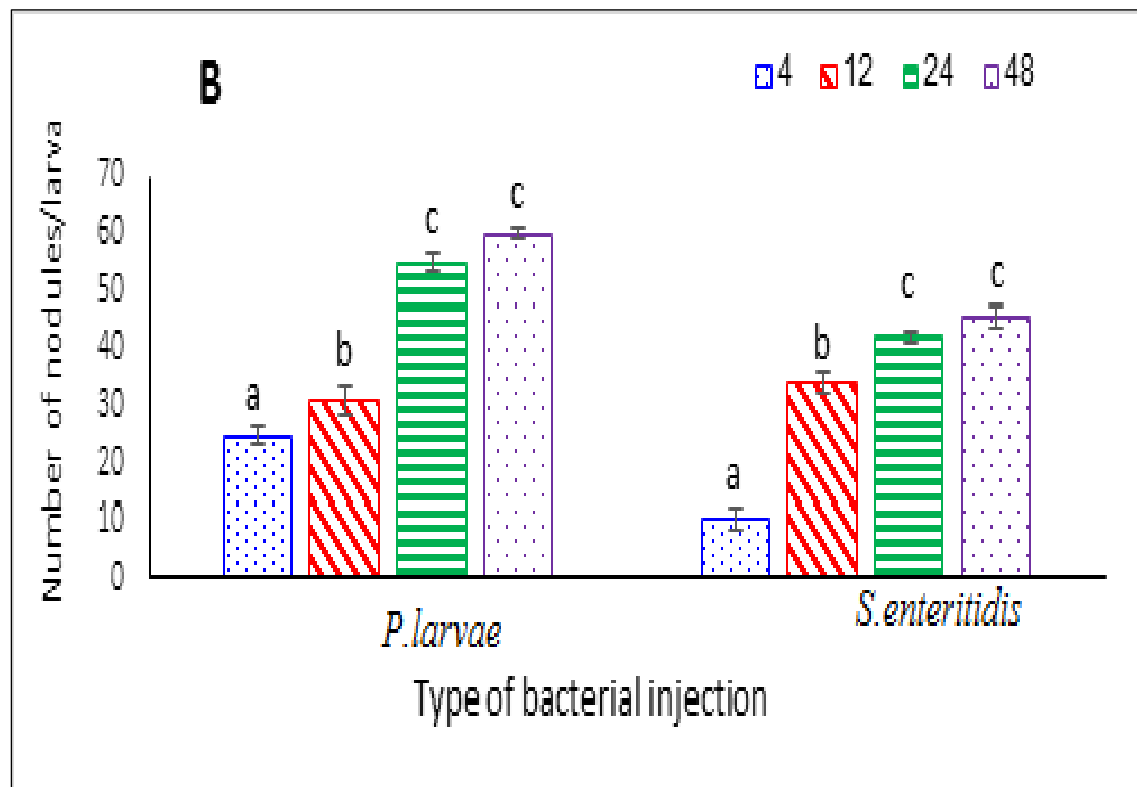 B
4 12 24 48
Number of nodules/larva
70
60
50
40
30
20
10
0
a
b
c
c
a
b
c
c
P.larvae
S.enteritidis
Type of bacterial injection